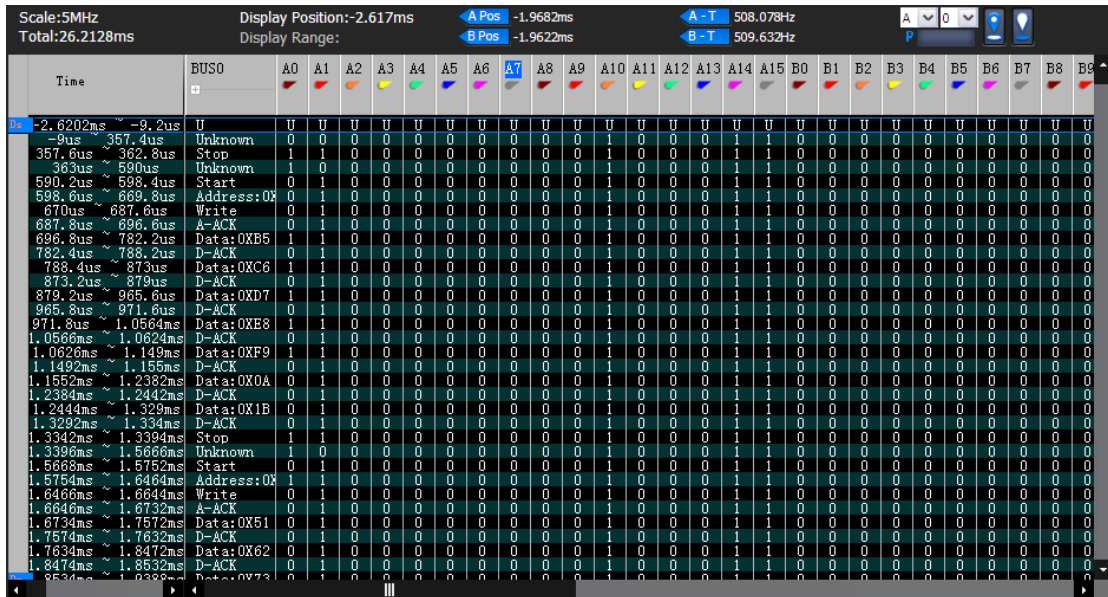 Scale:5MHz Display Position:-2.617ms A Pos -1.9682ms A - T 508.078Hz A 0
Total:26.2128ms Display Range: B Pos -1.9622ms B - T 509.632Hz P
Time BUS0 A0 A1 A2 A3 A4 A5 A6 A7 A8 A9 A10 A11 A12 A13 A14 A15 B0 B1 B2 B3 B4 B5 B6 B7 B8 B9
Ds -2.6202ms ~ -9.2us U U U U U U U U U U U U U U U U U U U U U U U U U U U
-9us ~ 357.4us Unknown 0 0 0 0 0 0 0 0 0 0 1 0 0 0 1 1 0 0 0 0 0 0 0 0 0 0
357.6us ~ 362.8us Stop 1 1 0 0 0 0 0 0 0 0 1 0 0 0 1 1 0 0 0 0 0 0 0 0 0 0
363us ~ 590us Unknown 1 0 0 0 0 0 0 0 0 0 1 0 0 0 1 1 0 0 0 0 0 0 0 0 0 0
590.2us ~ 598.4us Start 0 1 0 0 0 0 0 0 0 0 1 0 0 0 1 1 0 0 0 0 0 0 0 0 0 0
598.6us ~ 669.8us Address:0X 0 0 0 0 0 0 0 0 0 0 1 0 0 0 1 1 0 0 0 0 0 0 0 0 0 0
670us ~ 687.6us Write 0 1 0 0 0 0 0 0 0 0 1 0 0 0 1 1 0 0 0 0 0 0 0 0 0 0
687.8us ~ 696.6us A-ACK 0 1 0 0 0 0 0 0 0 0 1 0 0 0 1 1 0 0 0 0 0 0 0 0 0 0
696.8us ~ 782.2us Data:0XB5 1 1 0 0 0 0 0 0 0 0 1 0 0 0 1 1 0 0 0 0 0 0 0 0 0 0
782.4us ~ 788.2us D-ACK 0 1 0 0 0 0 0 0 0 0 1 0 0 0 1 1 0 0 0 0 0 0 0 0 0 0
788.4us ~ 873us Data:0XC6 1 1 0 0 0 0 0 0 0 0 1 0 0 0 1 1 0 0 0 0 0 0 0 0 0 0
873.2us ~ 879us D-ACK 0 1 0 0 0 0 0 0 0 0 1 0 0 0 1 1 0 0 0 0 0 0 0 0 0 0
879.2us ~ 965.6us Data:0XD7 1 1 0 0 0 0 0 0 0 0 1 0 0 0 1 1 0 0 0 0 0 0 0 0 0 0
965.8us ~ 971.6us D-ACK 0 1 0 0 0 0 0 0 0 0 1 0 0 0 1 1 0 0 0 0 0 0 0 0 0 0
971.8us ~ 1.0564ms Data:0XE8 1 1 0 0 0 0 0 0 0 0 1 0 0 0 1 1 0 0 0 0 0 0 0 0 0 0
1.0566ms ~ 1.0624ms D-ACK 0 1 0 0 0 0 0 0 0 0 1 0 0 0 1 1 0 0 0 0 0 0 0 0 0 0
1.0626ms ~ 1.149ms Data:0XF9 1 1 0 0 0 0 0 0 0 0 1 0 0 0 1 1 0 0 0 0 0 0 0 0 0 0
1.1492ms ~ 1.155ms D-ACK 0 1 0 0 0 0 0 0 0 0 1 0 0 0 1 1 0 0 0 0 0 0 0 0 0 0
1.1552ms ~ 1.2382ms Data:0X0A 0 1 0 0 0 0 0 0 0 0 1 0 0 0 1 1 0 0 0 0 0 0 0 0 0 0
1.2384ms ~ 1.2442ms D-ACK 0 1 0 0 0 0 0 0 0 0 1 0 0 0 1 1 0 0 0 0 0 0 0 0 0 0
1.2444ms ~ 1.329ms Data:0X1B 0 1 0 0 0 0 0 0 0 0 1 0 0 0 1 1 0 0 0 0 0 0 0 0 0 0
1.3292ms ~ 1.334ms D-ACK 0 1 0 0 0 0 0 0 0 0 1 0 0 0 1 1 0 0 0 0 0 0 0 0 0 0
1.3342ms ~ 1.3394ms Stop 1 1 0 0 0 0 0 0 0 0 1 0 0 0 1 1 0 0 0 0 0 0 0 0 0 0
1.3396ms ~ 1.5666ms Unknown 1 0 0 0 0 0 0 0 0 0 1 0 0 0 1 1 0 0 0 0 0 0 0 0 0 0
1.5668ms ~ 1.5752ms Start 0 1 0 0 0 0 0 0 0 0 1 0 0 0 1 1 0 0 0 0 0 0 0 0 0 0
1.5754ms ~ 1.6464ms Address:0X 1 1 0 0 0 0 0 0 0 0 1 0 0 0 1 1 0 0 0 0 0 0 0 0 0 0
1.6466ms ~ 1.6644ms Write 0 1 0 0 0 0 0 0 0 0 1 0 0 0 1 1 0 0 0 0 0 0 0 0 0 0
1.6646ms ~ 1.6732ms A-ACK 0 1 0 0 0 0 0 0 0 0 1 0 0 0 1 1 0 0 0 0 0 0 0 0 0 0
1.6734ms ~ 1.7572ms Data:0X51 0 1 0 0 0 0 0 0 0 0 1 0 0 0 1 1 0 0 0 0 0 0 0 0 0 0
1.7574ms ~ 1.7632ms D-ACK 0 1 0 0 0 0 0 0 0 0 1 0 0 0 1 1 0 0 0 0 0 0 0 0 0 0
1.7634ms ~ 1.8472ms Data:0X62 0 1 0 0 0 0 0 0 0 0 1 0 0 0 1 1 0 0 0 0 0 0 0 0 0 0
1.8474ms ~ 1.8532ms D-ACK 0 1 0 0 0 0 0 0 0 0 1 0 0 0 1 1 0 0 0 0 0 0 0 0 0 0